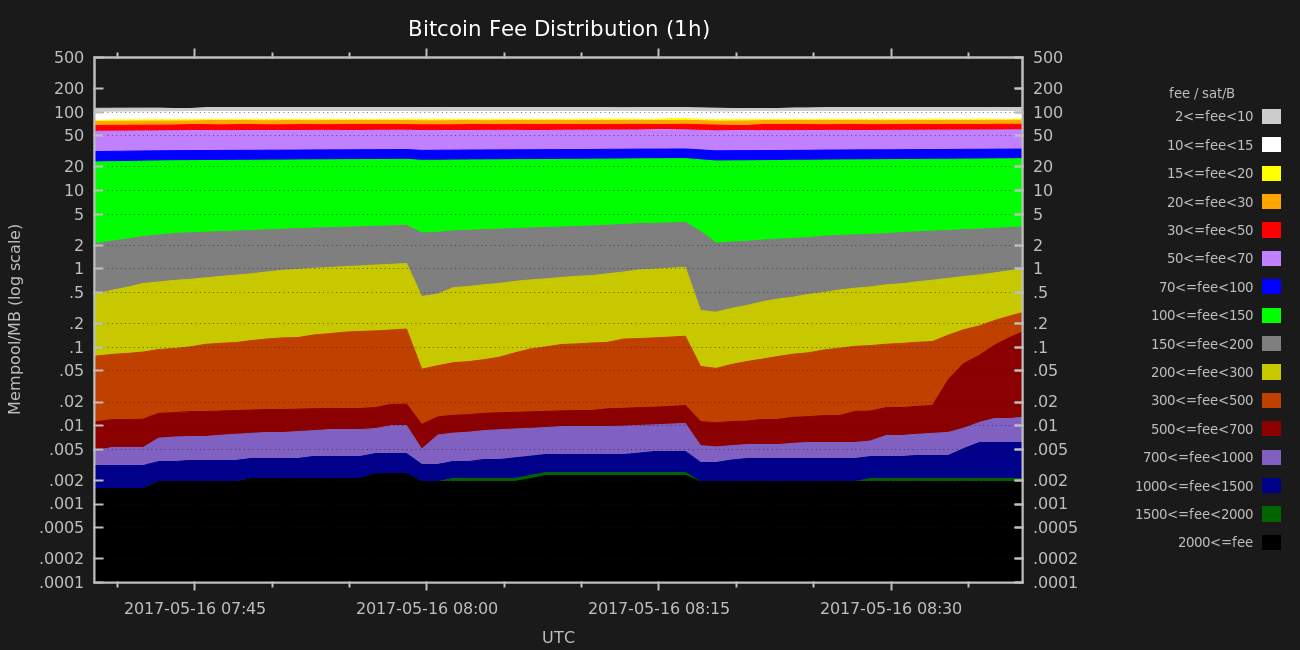 Bitcoin Fee Distribution (1h)
500 500
200 200
100 100
50 50
20 20
10 10
5 5
2 2
1 1
.5 .5
.2 .2
.1 .1
.05 .05
.02 .02
.01 .01
.005 .005
.002 .002
.001 .001
.0005 .0005
.0002 .0002
.0001 .0001
Mempool/MB (log scale)
2017-05-16 07:45 2017-05-16 08:00 2017-05-16 08:15 2017-05-16 08:30
UTC
fee / sat/B
2<=fee<10
10<=fee<15
15<=fee<20
20<=fee<30
30<=fee<50
50<=fee<70
70<=fee<100
100<=fee<150
150<=fee<200
200<=fee<300
300<=fee<500
500<=fee<700
700<=fee<1000
1000<=fee<1500
1500<=fee<2000
2000<=fee